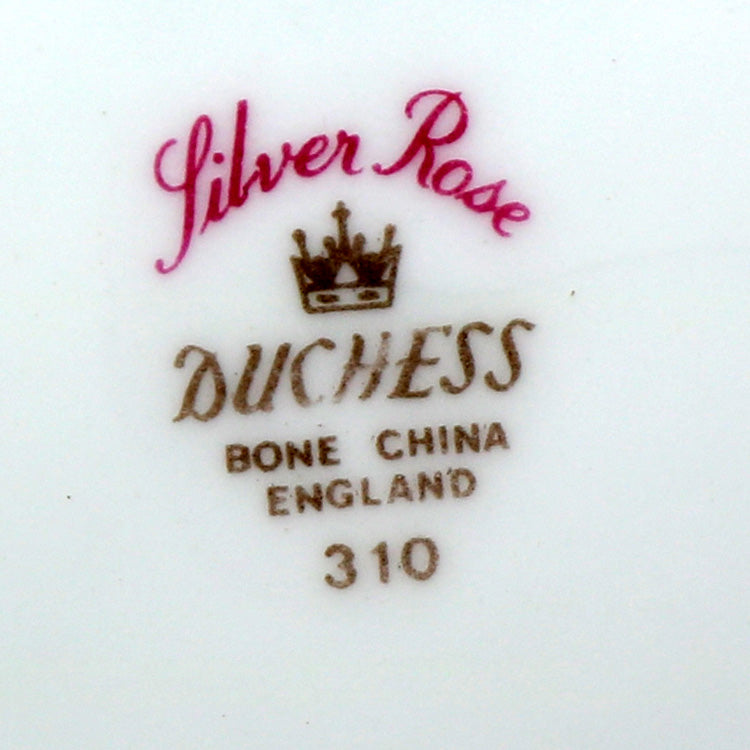 Silver Rose
DUCHESS
BONE CHINA
ENGLAND
310